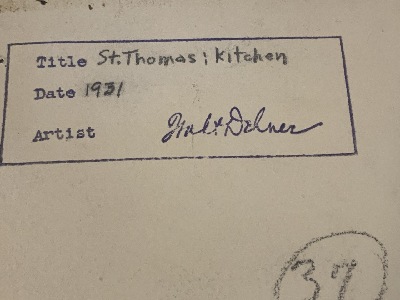 Title St. Thomas; Kitchen
Date 1931
Artist Walt Dehner
37